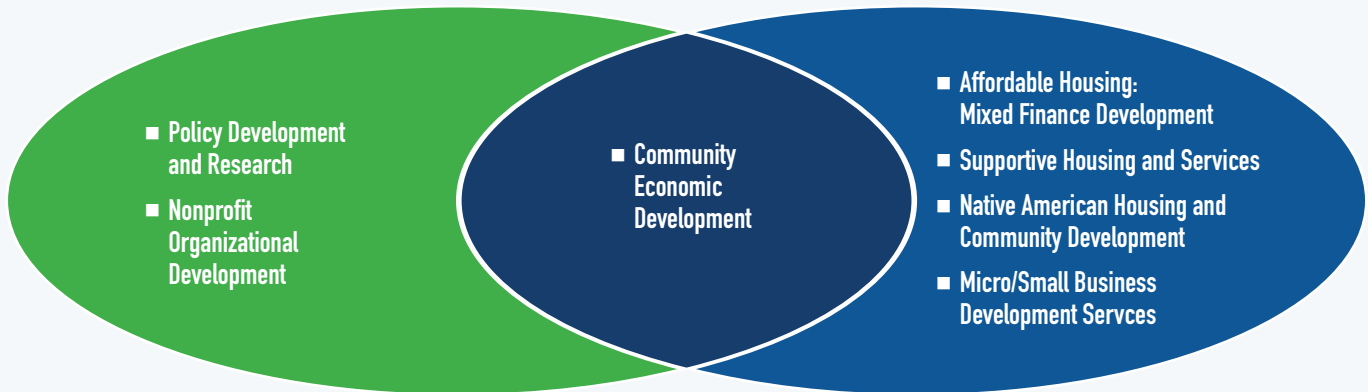 ■ Policy Development
and Research
■ Nonprofit
Organizational
Development
■ Community
Economic
Development
■ Affordable Housing:
Mixed Finance Development
■ Supportive Housing and Services
■ Native American Housing and
Community Development
■ Micro/Small Business
Development Servces